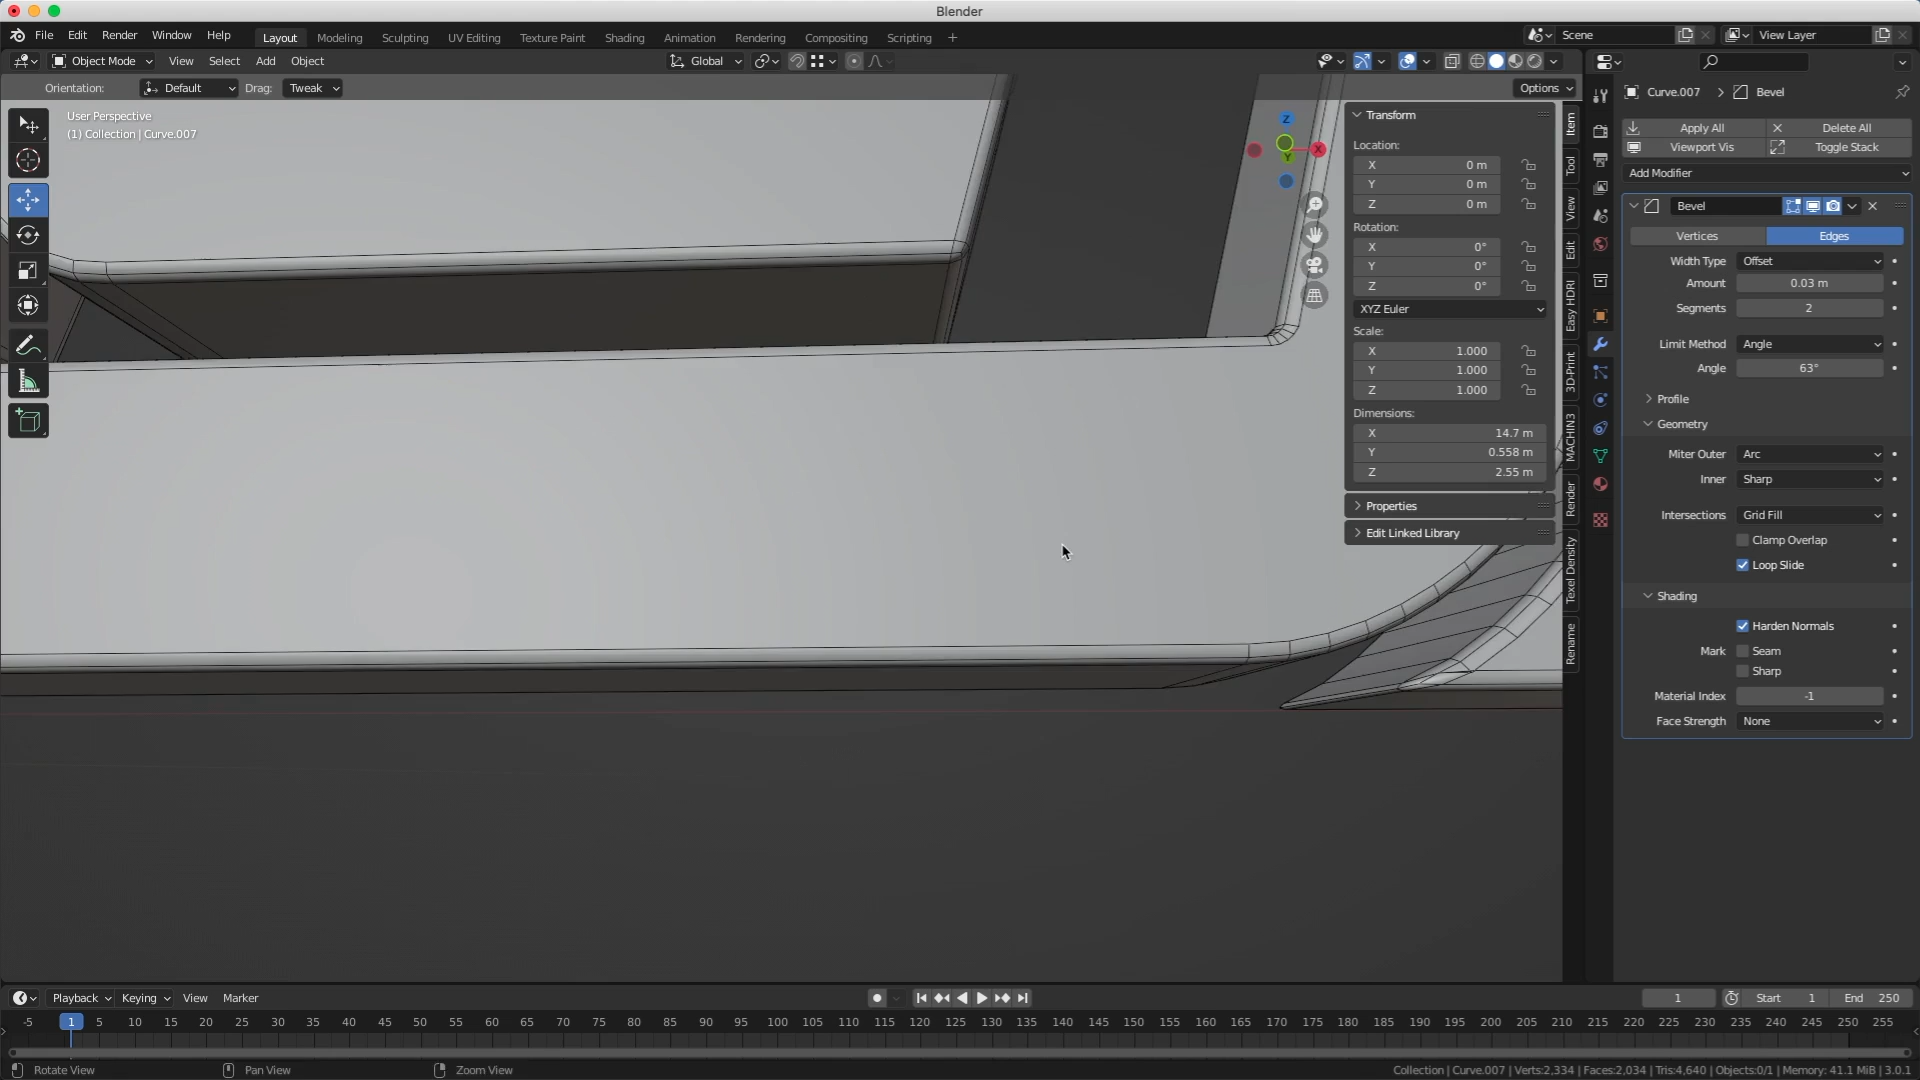 Blender
File Edit Render Window Help
Layout Modeling Sculpting UV Editing Texture Paint Shading Animation Rendering Compositing Scripting +
Scene
View Layer
Object Mode View Select Add Object
Global
Orientation: Default Drag: Tweak
Options
User Perspective
(1) Collection | Curve.007
Z
Y
X
Transform
Location:
X 0 m
Y 0 m
Z 0 m
Rotation:
X 0°
Y 0°
Z 0°
XYZ Euler
Scale:
X 1.000
Y 1.000
Z 1.000
Dimensions:
X 14.7 m
Y 0.558 m
Z 2.55 m
Properties
Edit Linked Library
Item
Tool
View
Edit
Easy HDRI
3D-Print
MACHIN3
Render
Texel Density
Rename
Curve.007 Bevel
Apply All Delete All
Viewport Vis Toggle Stack
Add Modifier
Bevel
Vertices Edges
Width Type Offset
Amount 0.03 m
Segments 2
Limit Method Angle
Angle 63°
Profile
Geometry
Miter Outer Arc
Inner Sharp
Intersections Grid Fill
Clamp Overlap
Loop Slide
Shading
Harden Normals
Mark Seam
Sharp
Material Index -1
Face Strength None
Playback Keying View Marker
1 Start 1 End 250
-5 1 5 10 15 20 25 30 35 40 45 50 55 60 65 70 75 80 85 90 95 100 105 110 115 120 125 130 135 140 145 150 155 160 165 170 175 180 185 190 195 200 205 210 215 220 225 230 235 240 245 250 255
Rotate View Pan View Zoom View
Collection | Curve.007 | Verts:2,334 | Faces:2,034 | Tris:4,640 | Objects:0/1 | Memory: 41.1 MiB | 3.0.1